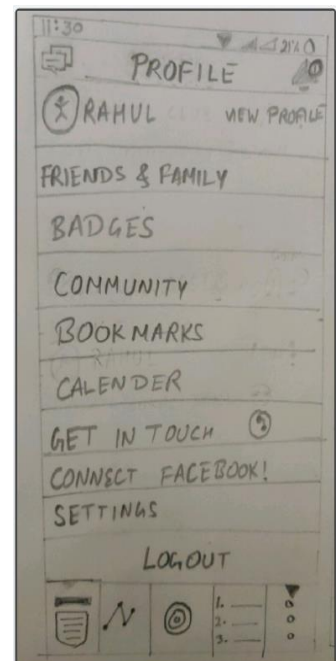 11:30
PROFILE
RAHUL VIEW PROFILE
FRIENDS & FAMILY
BADGES
COMMUNITY
BOOKMARKS
CALENDER
GET IN TOUCH
CONNECT FACEBOOK!
SETTINGS
LOGOUT
1.
2.
3.